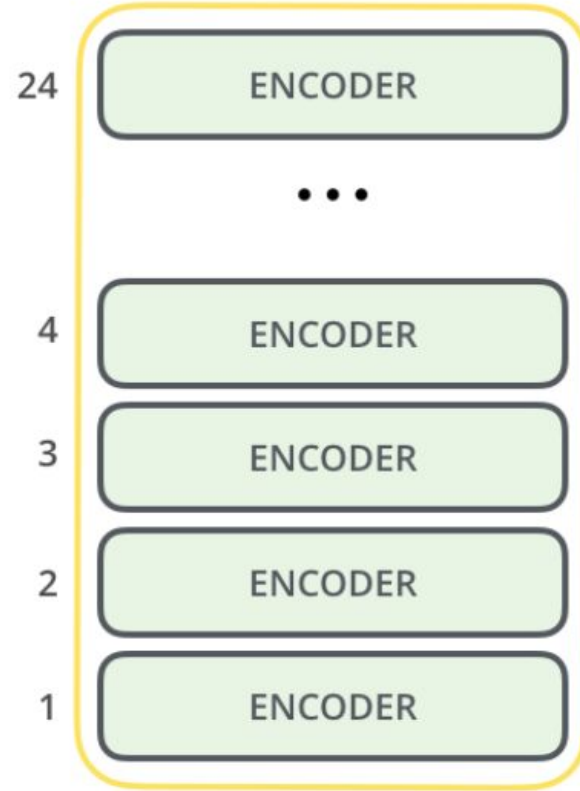 24 ENCODER
...
4 ENCODER
3 ENCODER
2 ENCODER
1 ENCODER